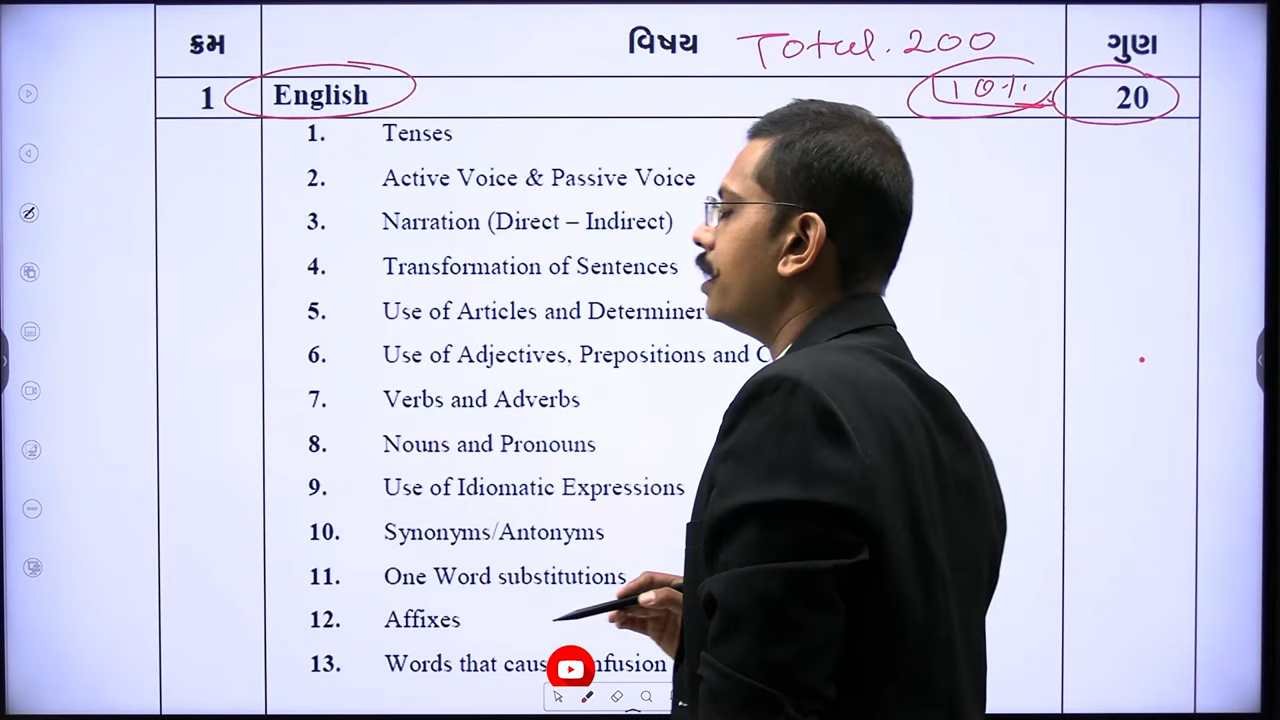 ક્રમ વિષય Total. 200 ગુણ
1 English 10%. 20
1. Tenses
2. Active Voice & Passive Voice
3. Narration (Direct – Indirect)
4. Transformation of Sentences
5. Use of Articles and
6. Use of Adjectives, Prepositions and
7. Verbs and Adverbs
8. Nouns and Pronouns
9. Use of Idiomatic Expressions
10. Synonyms/Antonyms
11. One Word substitutions
12. Affixes
13. Words that